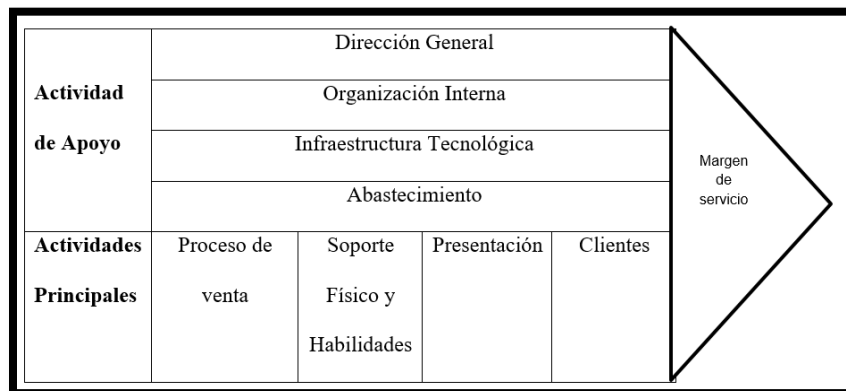 Actividad
de Apoyo
Dirección General
Organización Interna
Infraestructura Tecnológica
Abastecimiento
Actividades
Principales
Proceso de
venta
Soporte
Físico y
Habilidades
Presentación
Clientes
Margen
de
servicio